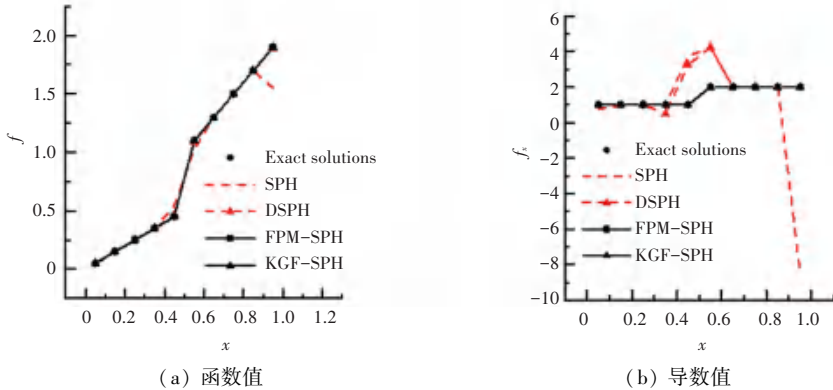 2.0
1.5
1.0
0.5
0
f
Exact solutions
SPH
DSPH
FPM-SPH
KGF-SPH
0 0.2 0.4 0.6 0.8 1.0 1.2
x
(a) 函数值
6
4
2
0
-2
-4
-6
-8
-10
fx
Exact solutions
SPH
DSPH
FPM-SPH
KGF-SPH
0 0.2 0.4 0.6 0.8 1.0
x
(b) 导数值